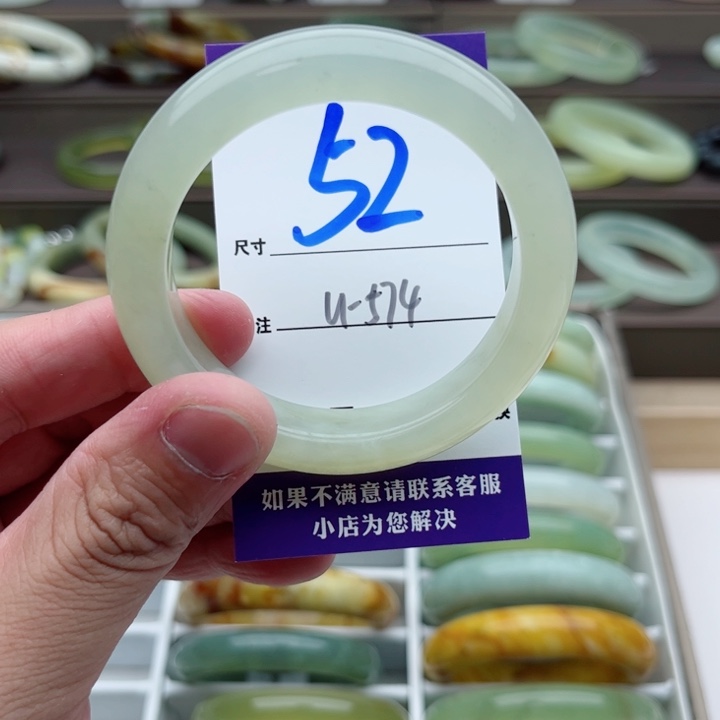 52
尺寸
注 U-574
换
如果不满意请联系客服
小店为您解决